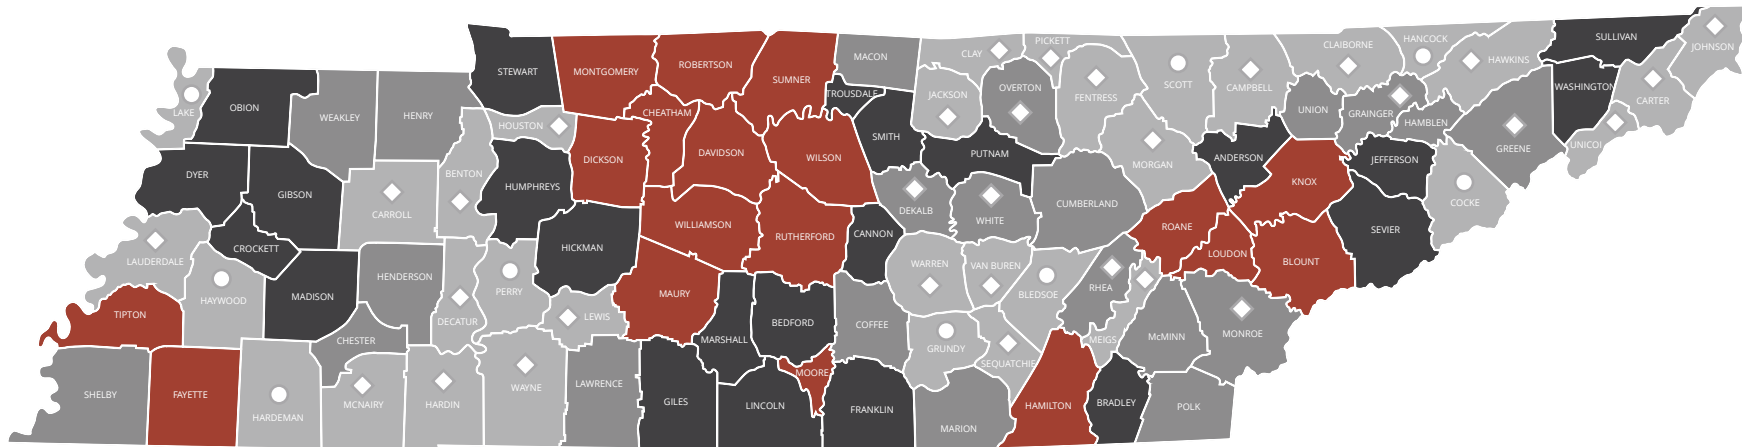 JOHNSON
SULLIVAN
HANCOCK
PICKETT
CLAIBORNE
CLAY
MACON
HAWKINS
ROBERTSON
STEWART
MONTGOMERY
SUMNER
SCOTT
CAMPBELL
OVERTON
WASHINGTON
TROUSDALE
JACKSON
FENTRESS
CARTER
OBION
UNION
LAKE
CHEATHAM
GRAINGER
WEAKLEY
HENRY
HAMBLEN
HOUSTON
SMITH
UNICOI
GREENE
DAVIDSON
PUTNAM
WILSON
ANDERSON
DICKSON
JEFFERSON
MORGAN
DYER
BENTON
KNOX
HUMPHREYS
GIBSON
CUMBERLAND
COCKE
DEKALB
CARROLL
WHITE
WILLIAMSON
ROANE
SEVIER
CANNON
RUTHERFORD
HICKMAN
CROCKETT
LOUDON
LAUDERDALE
WARREN
VAN BUREN
BLOUNT
HENDERSON
RHEA
PERRY
MAURY
BLEDSOE
MADISON
HAYWOOD
TIPTON
LEWIS
DECATUR
BEDFORD
COFFEE
MONROE
McMINN
MARSHALL
MEIGS
CHESTER
GRUNDY
SEQUATCHIE
MOORE
LAWRENCE
WAYNE
SHELBY
FAYETTE
GILES
BRADLEY
MCNAIRY
HARDIN
LINCOLN
HAMILTON
POLK
FRANKLIN
HARDEMAN
MARION